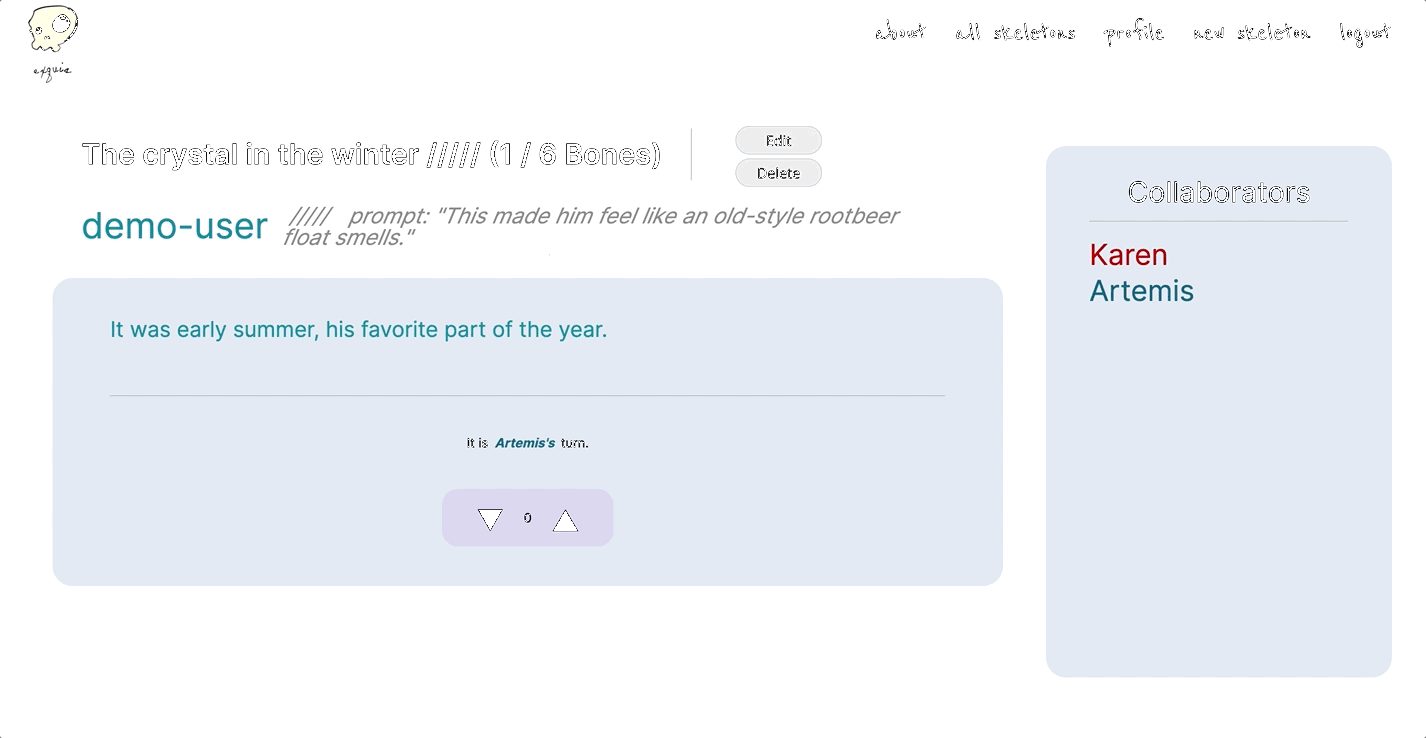 exquis
about all skeletons profile new skeleton logout
The crystal in the winter ///// (1 / 6 Bones)
Edit
Delete
demo-user ///// prompt: "This made him feel like an old-style rootbeer
float smells."
It was early summer, his favorite part of the year.
It is Artemis's turn.
0
Collaborators
Karen
Artemis